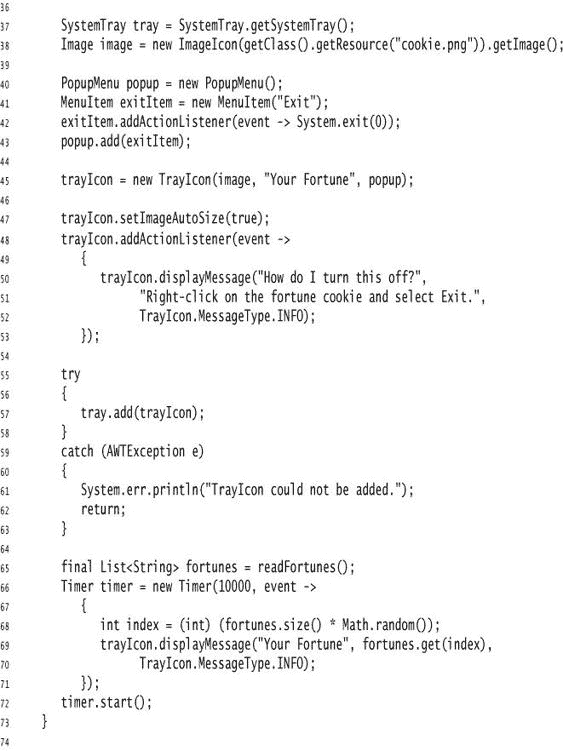 36
37 SystemTray tray = SystemTray.getSystemTray();
38 Image image = new ImageIcon(getClass().getResource("cookie.png")).getImage();
39
40 PopupMenu popup = new PopupMenu();
41 MenuItem exitItem = new MenuItem("Exit");
42 exitItem.addActionListener(event -> System.exit(0));
43 popup.add(exitItem);
44
45 trayIcon = new TrayIcon(image, "Your Fortune", popup);
46
47 trayIcon.setImageAutoSize(true);
48 trayIcon.addActionListener(event ->
49 {
50 trayIcon.displayMessage("How do I turn this off?",
51 "Right-click on the fortune cookie and select Exit.",
52 TrayIcon.MessageType.INFO);
53 });
54
55 try
56 {
57 tray.add(trayIcon);
58 }
59 catch (AWTException e)
60 {
61 System.err.println("TrayIcon could not be added.");
62 return;
63 }
64
65 final List<String> fortunes = readFortunes();
66 Timer timer = new Timer(10000, event ->
67 {
68 int index = (int) (fortunes.size() * Math.random());
69 trayIcon.displayMessage("Your Fortune", fortunes.get(index),
70 TrayIcon.MessageType.INFO);
71 });
72 timer.start();
73 }
74